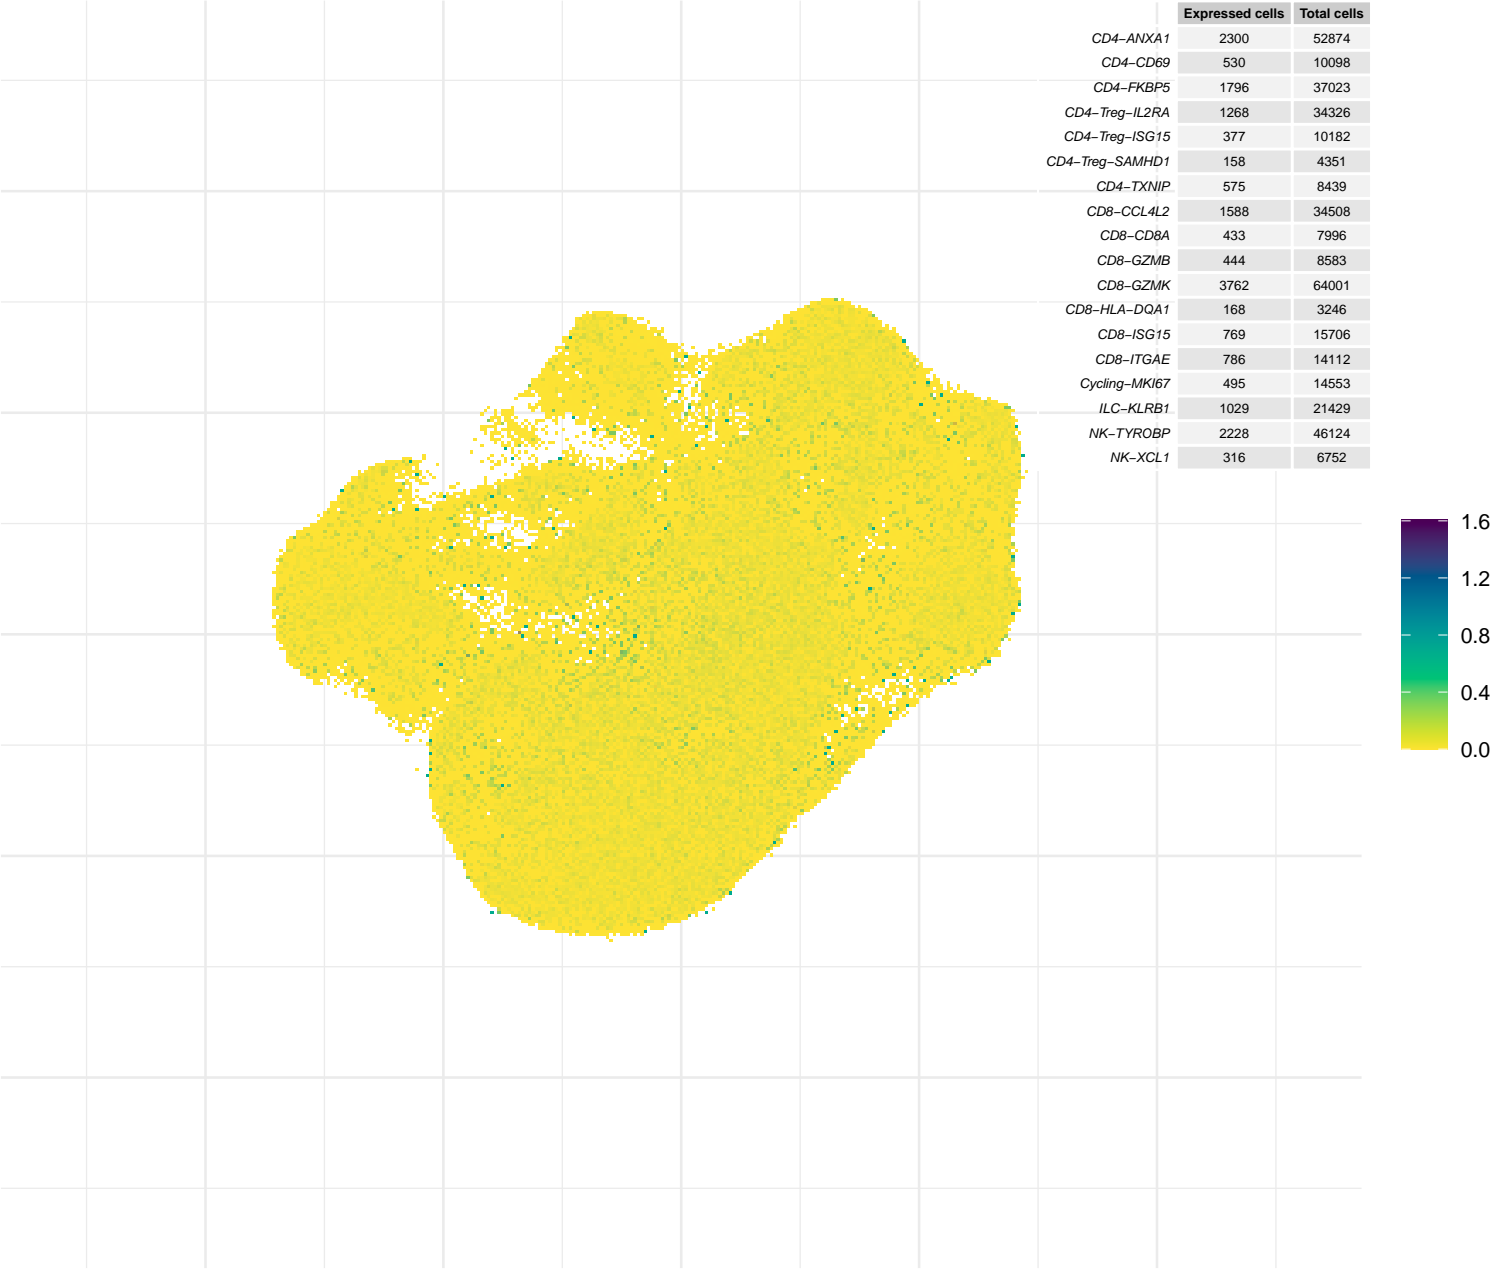 Expressed cells Total cells
CD4−ANXA1 2300 52874
CD4−CD69 530 10098
CD4−FKBP5 1796 37023
CD4−Treg−IL2RA 1268 34326
CD4−Treg−ISG15 377 10182
CD4−Treg−SAMHD1 158 4351
CD4−TXNIP 575 8439
CD8−CCL4L2 1588 34508
CD8−CD8A 433 7996
CD8−GZMB 444 8583
CD8−GZMK 3762 64001
CD8−HLA−DQA1 168 3246
CD8−ISG15 769 15706
CD8−ITGAE 786 14112
Cycling−MKI67 495 14553
ILC−KLRB1 1029 21429
NK−TYROBP 2228 46124
NK−XCL1 316 6752
1.6
1.2
0.8
0.4
0.0